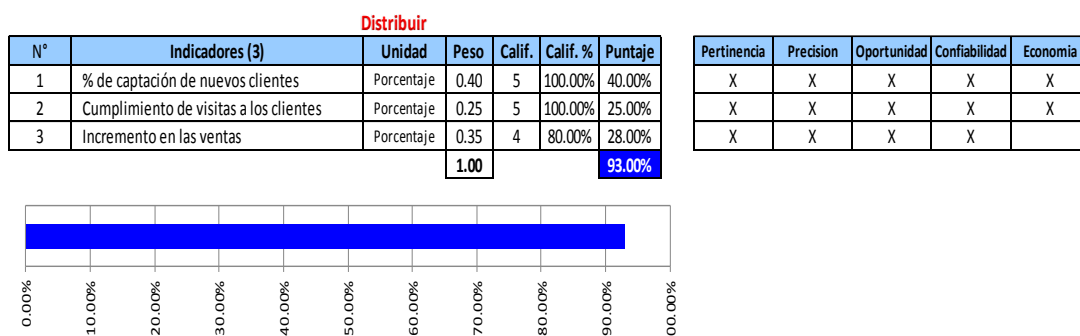 Distribuir
N° Indicadores (3) Unidad Peso Calif. Calif. % Puntaje Pertinencia Precision Oportunidad Confiabilidad Economia
1 % de captación de nuevos clientes Porcentaje 0.40 5 100.00% 40.00% X X X X X
2 Cumplimiento de visitas a los clientes Porcentaje 0.25 5 100.00% 25.00% X X X X X
3 Incremento en las ventas Porcentaje 0.35 4 80.00% 28.00% X X X X
1.00 93.00%
0.00% 10.00% 20.00% 30.00% 40.00% 50.00% 60.00% 70.00% 80.00% 90.00% 00.00%